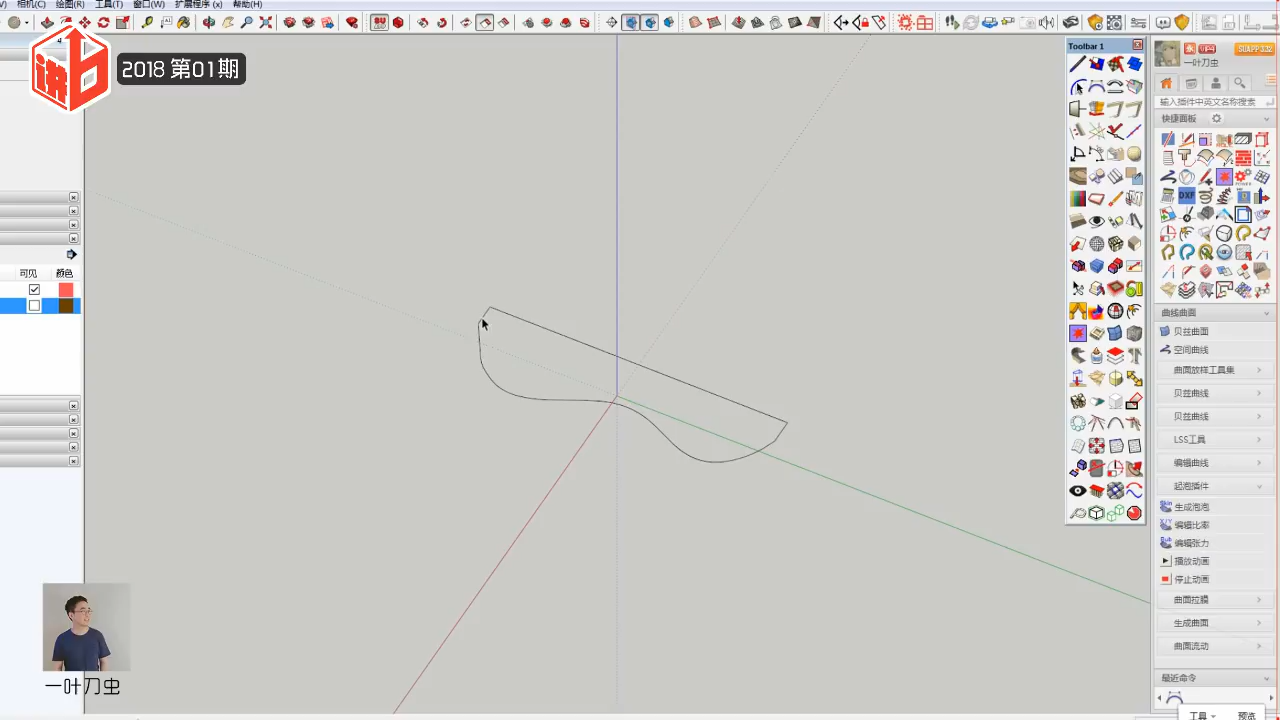 相机(C) 绘图(R) 工具(T) 窗口(W) 扩展程序 (x) 帮助(H)
2018 第01期
可见 颜色
Toolbar 1
一叶刀虫
SUAPP 3.32
输入插件中英文名搜索
快捷面板
DXF
曲线曲面
贝兹曲面
空间曲线
曲面放样工具集
贝兹曲线
贝兹曲线
LSS工具
编辑曲线
起泡插件
生成泡泡
编辑比率
编辑张力
播放动画
停止动画
曲面拉膜
生成曲面
曲面流动
最近命令
工具
预览
一叶刀虫